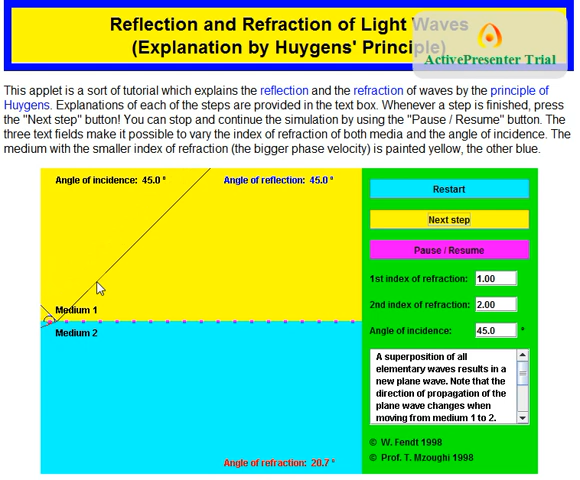 Reflection and Refraction of Light Waves
(Explanation by Huygens' Principle)
ActivePresenter Trial
This applet is a sort of tutorial which explains the reflection and the refraction of waves by the principle of
Huygens. Explanations of each of the steps are provided in the text box. Whenever a step is finished, press
the "Next step" button! You can stop and continue the simulation by using the "Pause / Resume" button. The
three text fields make it possible to vary the index of refraction of both media and the angle of incidence. The
medium with the smaller index of refraction (the bigger phase velocity) is painted yellow, the other blue.
Angle of incidence: 45.0 °
Angle of reflection: 45.0 °
Medium 1
Medium 2
Angle of refraction: 20.7 °
Restart
Next step
Pause / Resume
1st index of refraction: 1.00
2nd index of refraction: 2.00
Angle of incidence: 45.0 °
A superposition of all
elementary waves results in a
new plane wave. Note that the
direction of propagation of the
plane wave changes when
moving from medium 1 to 2.
© W. Fendt 1998
© Prof. T. Mzoughi 1998